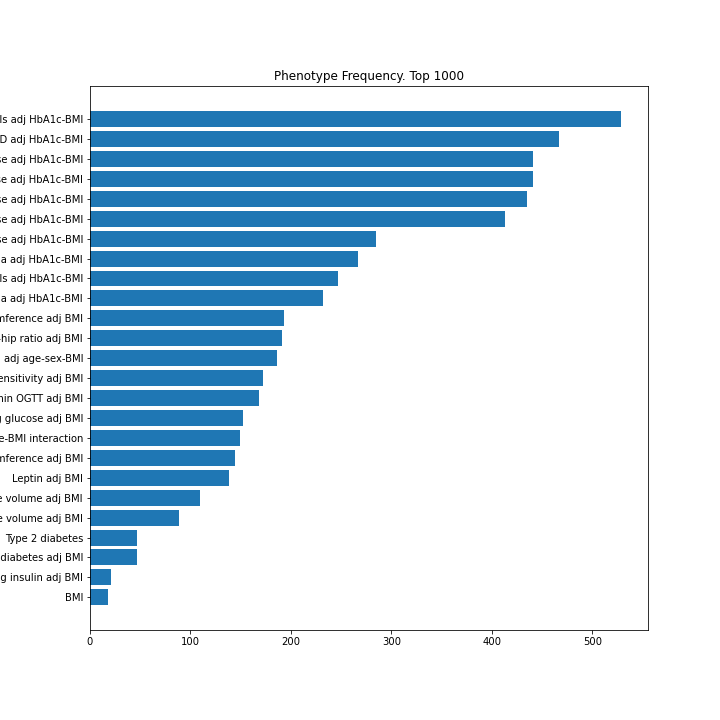 Phenotype Frequency. Top 1000
ls adj HbA1c-BMI
D adj HbA1c-BMI
se adj HbA1c-BMI
se adj HbA1c-BMI
se adj HbA1c-BMI
se adj HbA1c-BMI
se adj HbA1c-BMI
a adj HbA1c-BMI
ls adj HbA1c-BMI
a adj HbA1c-BMI
mference adj BMI
-hip ratio adj BMI
adj age-sex-BMI
ensitivity adj BMI
min OGTT adj BMI
g glucose adj BMI
e-BMI interaction
mference adj BMI
Leptin adj BMI
e volume adj BMI
e volume adj BMI
Type 2 diabetes
diabetes adj BMI
g insulin adj BMI
BMI
0 100 200 300 400 500